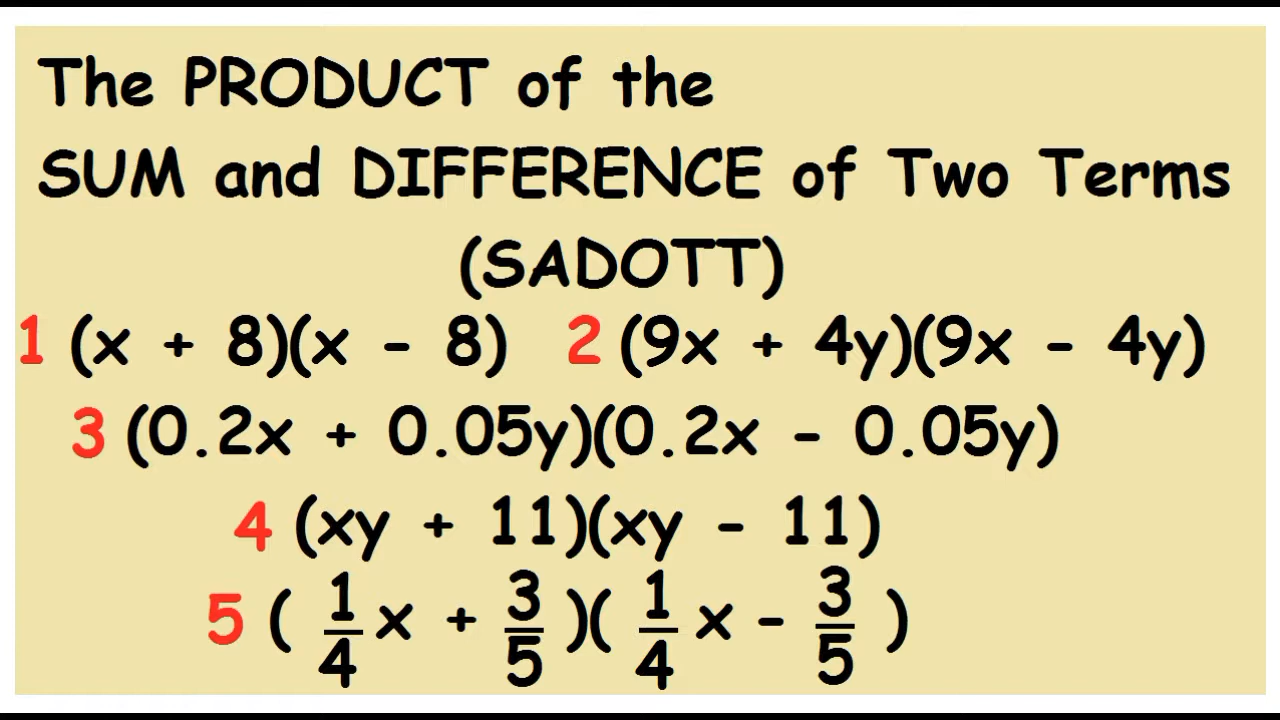 The PRODUCT of the
SUM and DIFFERENCE of Two Terms
(SADOTT)
1 (x + 8)(x - 8) 2 (9x + 4y)(9x - 4y)
3 (0.2x + 0.05y)(0.2x - 0.05y)
4 (xy + 11)(xy - 11)
5 ( 1/4 x + 3/5 )( 1/4 x - 3/5 )